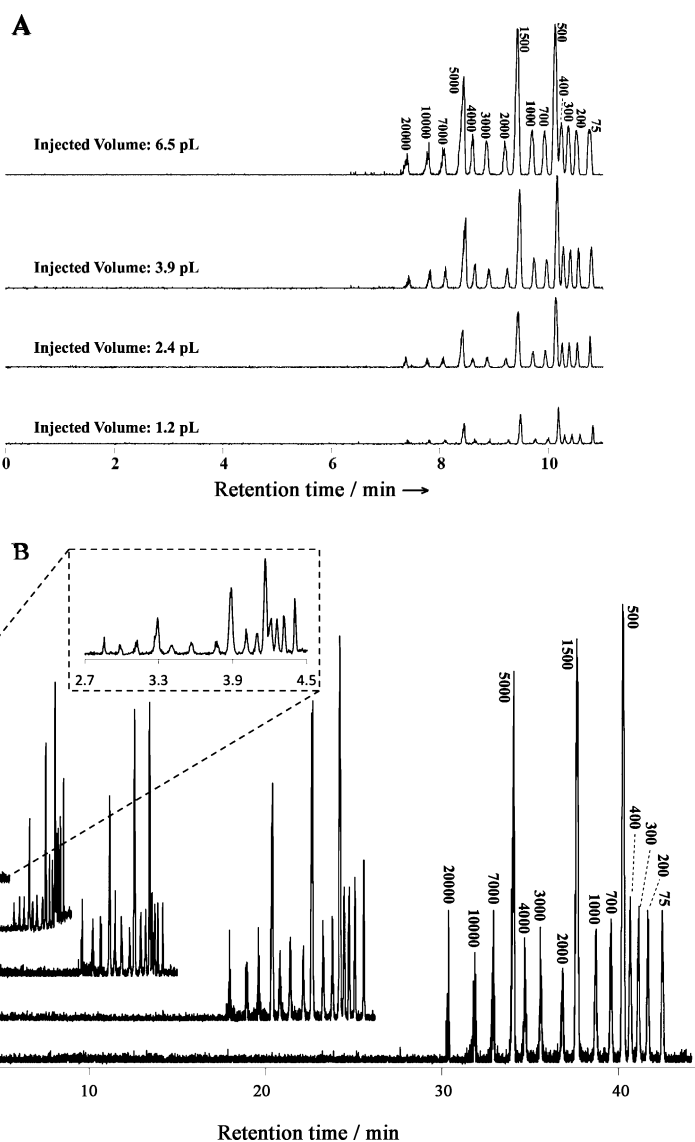 A
20000
10000
7000
5000
4000
3000
2000
1500
1000
700
500
400
300
200
75
Injected Volume: 6.5 pL
Injected Volume: 3.9 pL
Injected Volume: 2.4 pL
Injected Volume: 1.2 pL
0 2 4 6 8 10
Retention time / min →
B
2.7 3.3 3.9 4.5
20000
10000
7000
5000
4000
3000
2000
1500
1000
700
500
400
300
200
75
10 20 30 40
Retention time / min